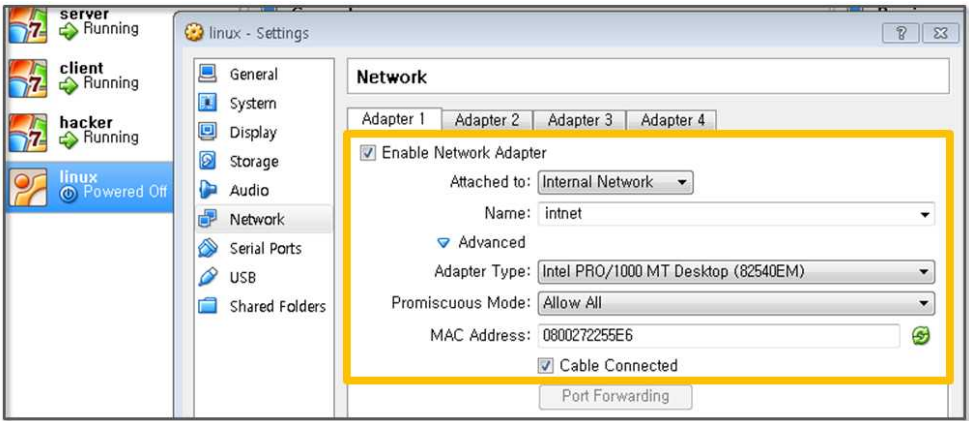 server
Running
client
Running
hacker
Running
linux
Powered Off
linux - Settings
General
System
Display
Storage
Audio
Network
Serial Ports
USB
Shared Folders
Network
Adapter 1 Adapter 2 Adapter 3 Adapter 4
Enable Network Adapter
Attached to: Internal Network
Name: intnet
Advanced
Adapter Type: Intel PRO/1000 MT Desktop (82540EM)
Promiscuous Mode: Allow All
MAC Address: 0800272255E6
Cable Connected
Port Forwarding